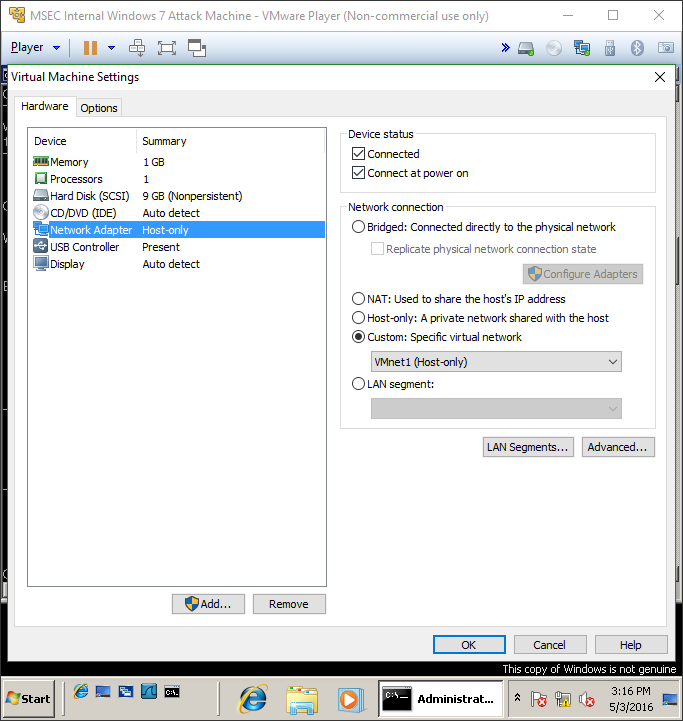 MSEC Internal Windows 7 Attack Machine - VMware Player (Non-commercial use only)
Player
Virtual Machine Settings
Hardware
Options
Device Summary
Memory 1 GB
Processors 1
Hard Disk (SCSI) 9 GB (Nonpersistent)
CD/DVD (IDE) Auto detect
Network Adapter Host-only
USB Controller Present
Display Auto detect
Add...
Remove
Device status
Connected
Connect at power on
Network connection
Bridged: Connected directly to the physical network
Replicate physical network connection state
Configure Adapters
NAT: Used to share the host's IP address
Host-only: A private network shared with the host
Custom: Specific virtual network
VMnet1 (Host-only)
LAN segment:
LAN Segments...
Advanced...
OK
Cancel
Help
This copy of Windows is not genuine
Start
C:\.
Administrat...
3:16 PM
5/3/2016